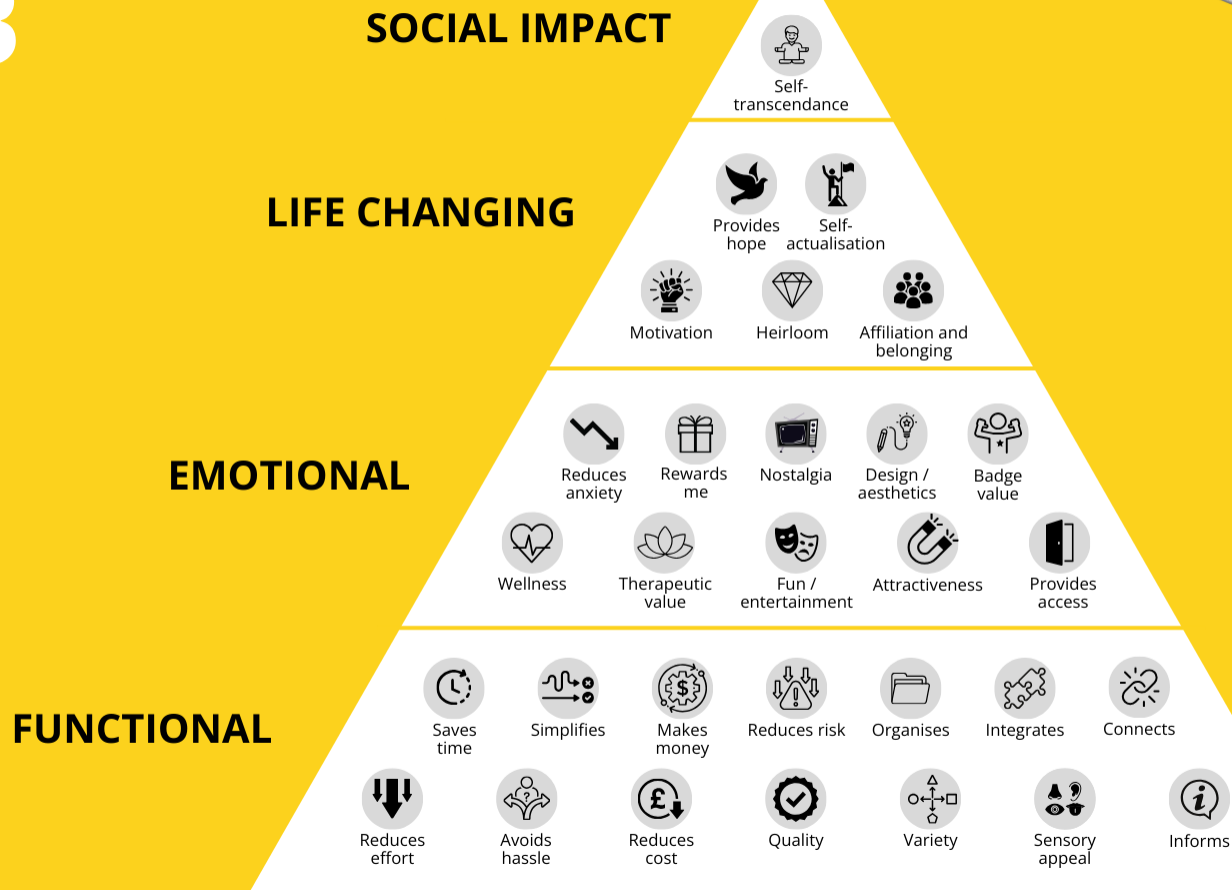 SOCIAL IMPACT
Self-
transcendance
LIFE CHANGING
Provides
hope
Self-
actualisation
Motivation
Heirloom
Affiliation and
belonging
EMOTIONAL
Reduces
anxiety
Rewards
me
Nostalgia
Design /
aesthetics
Badge
value
Wellness
Therapeutic
value
Fun /
entertainment
Attractiveness
Provides
access
FUNCTIONAL
Saves
time
Simplifies
$
Makes
money
!
Reduces risk
Organises
Integrates
Connects
Reduces
effort
?
Avoids
hassle
£
Reduces
cost
Quality
Variety
Sensory
appeal
i
Informs